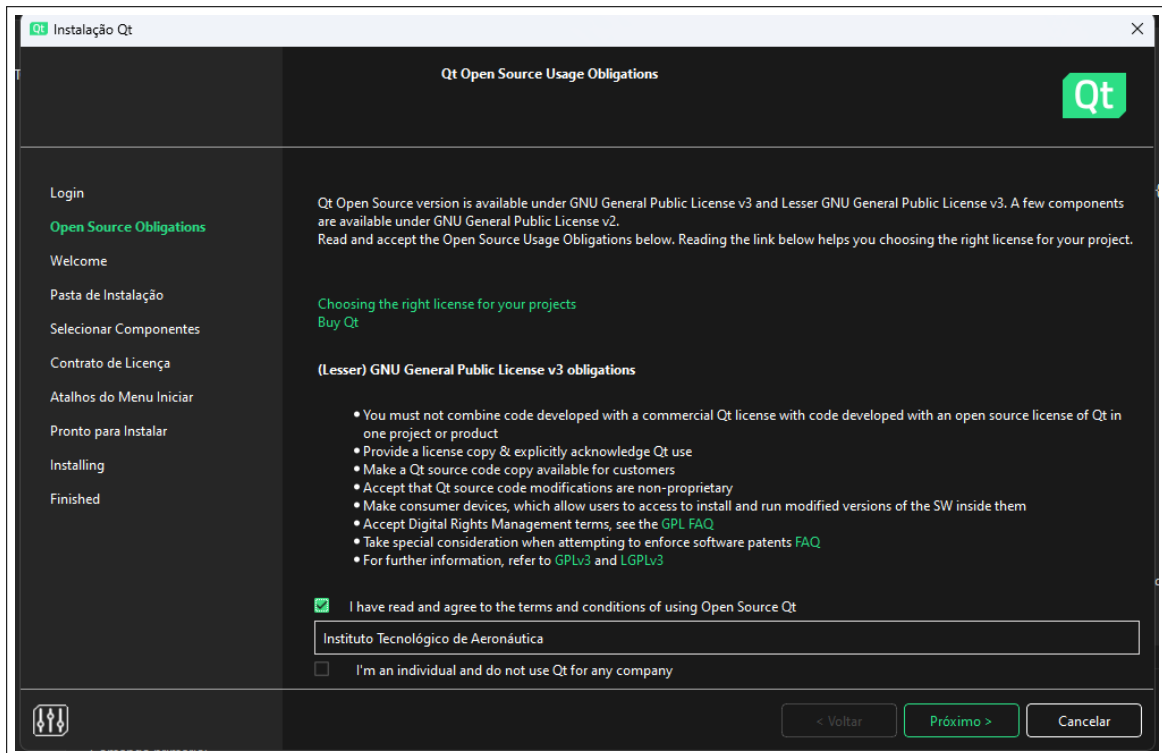 Qt Instalação Qt
Qt Open Source Usage Obligations
Qt
Login
Open Source Obligations
Welcome
Pasta de Instalação
Selecionar Componentes
Contrato de Licença
Atalhos do Menu Iniciar
Pronto para Instalar
Installing
Finished
Qt Open Source version is available under GNU General Public License v3 and Lesser GNU General Public License v3. A few components
are available under GNU General Public License v2.
Read and accept the Open Source Usage Obligations below. Reading the link below helps you choosing the right license for your project.
Choosing the right license for your projects
Buy Qt
(Lesser) GNU General Public License v3 obligations
• You must not combine code developed with a commercial Qt license with code developed with an open source license of Qt in
one project or product
• Provide a license copy & explicitly acknowledge Qt use
• Make a Qt source code copy available for customers
• Accept that Qt source code modifications are non-proprietary
• Make consumer devices, which allow users to access to install and run modified versions of the SW inside them
• Accept Digital Rights Management terms, see the GPL FAQ
• Take special consideration when attempting to enforce software patents FAQ
• For further information, refer to GPLv3 and LGPLv3
I have read and agree to the terms and conditions of using Open Source Qt
Instituto Tecnológico de Aeronáutica
I'm an individual and do not use Qt for any company
< Voltar
Próximo >
Cancelar